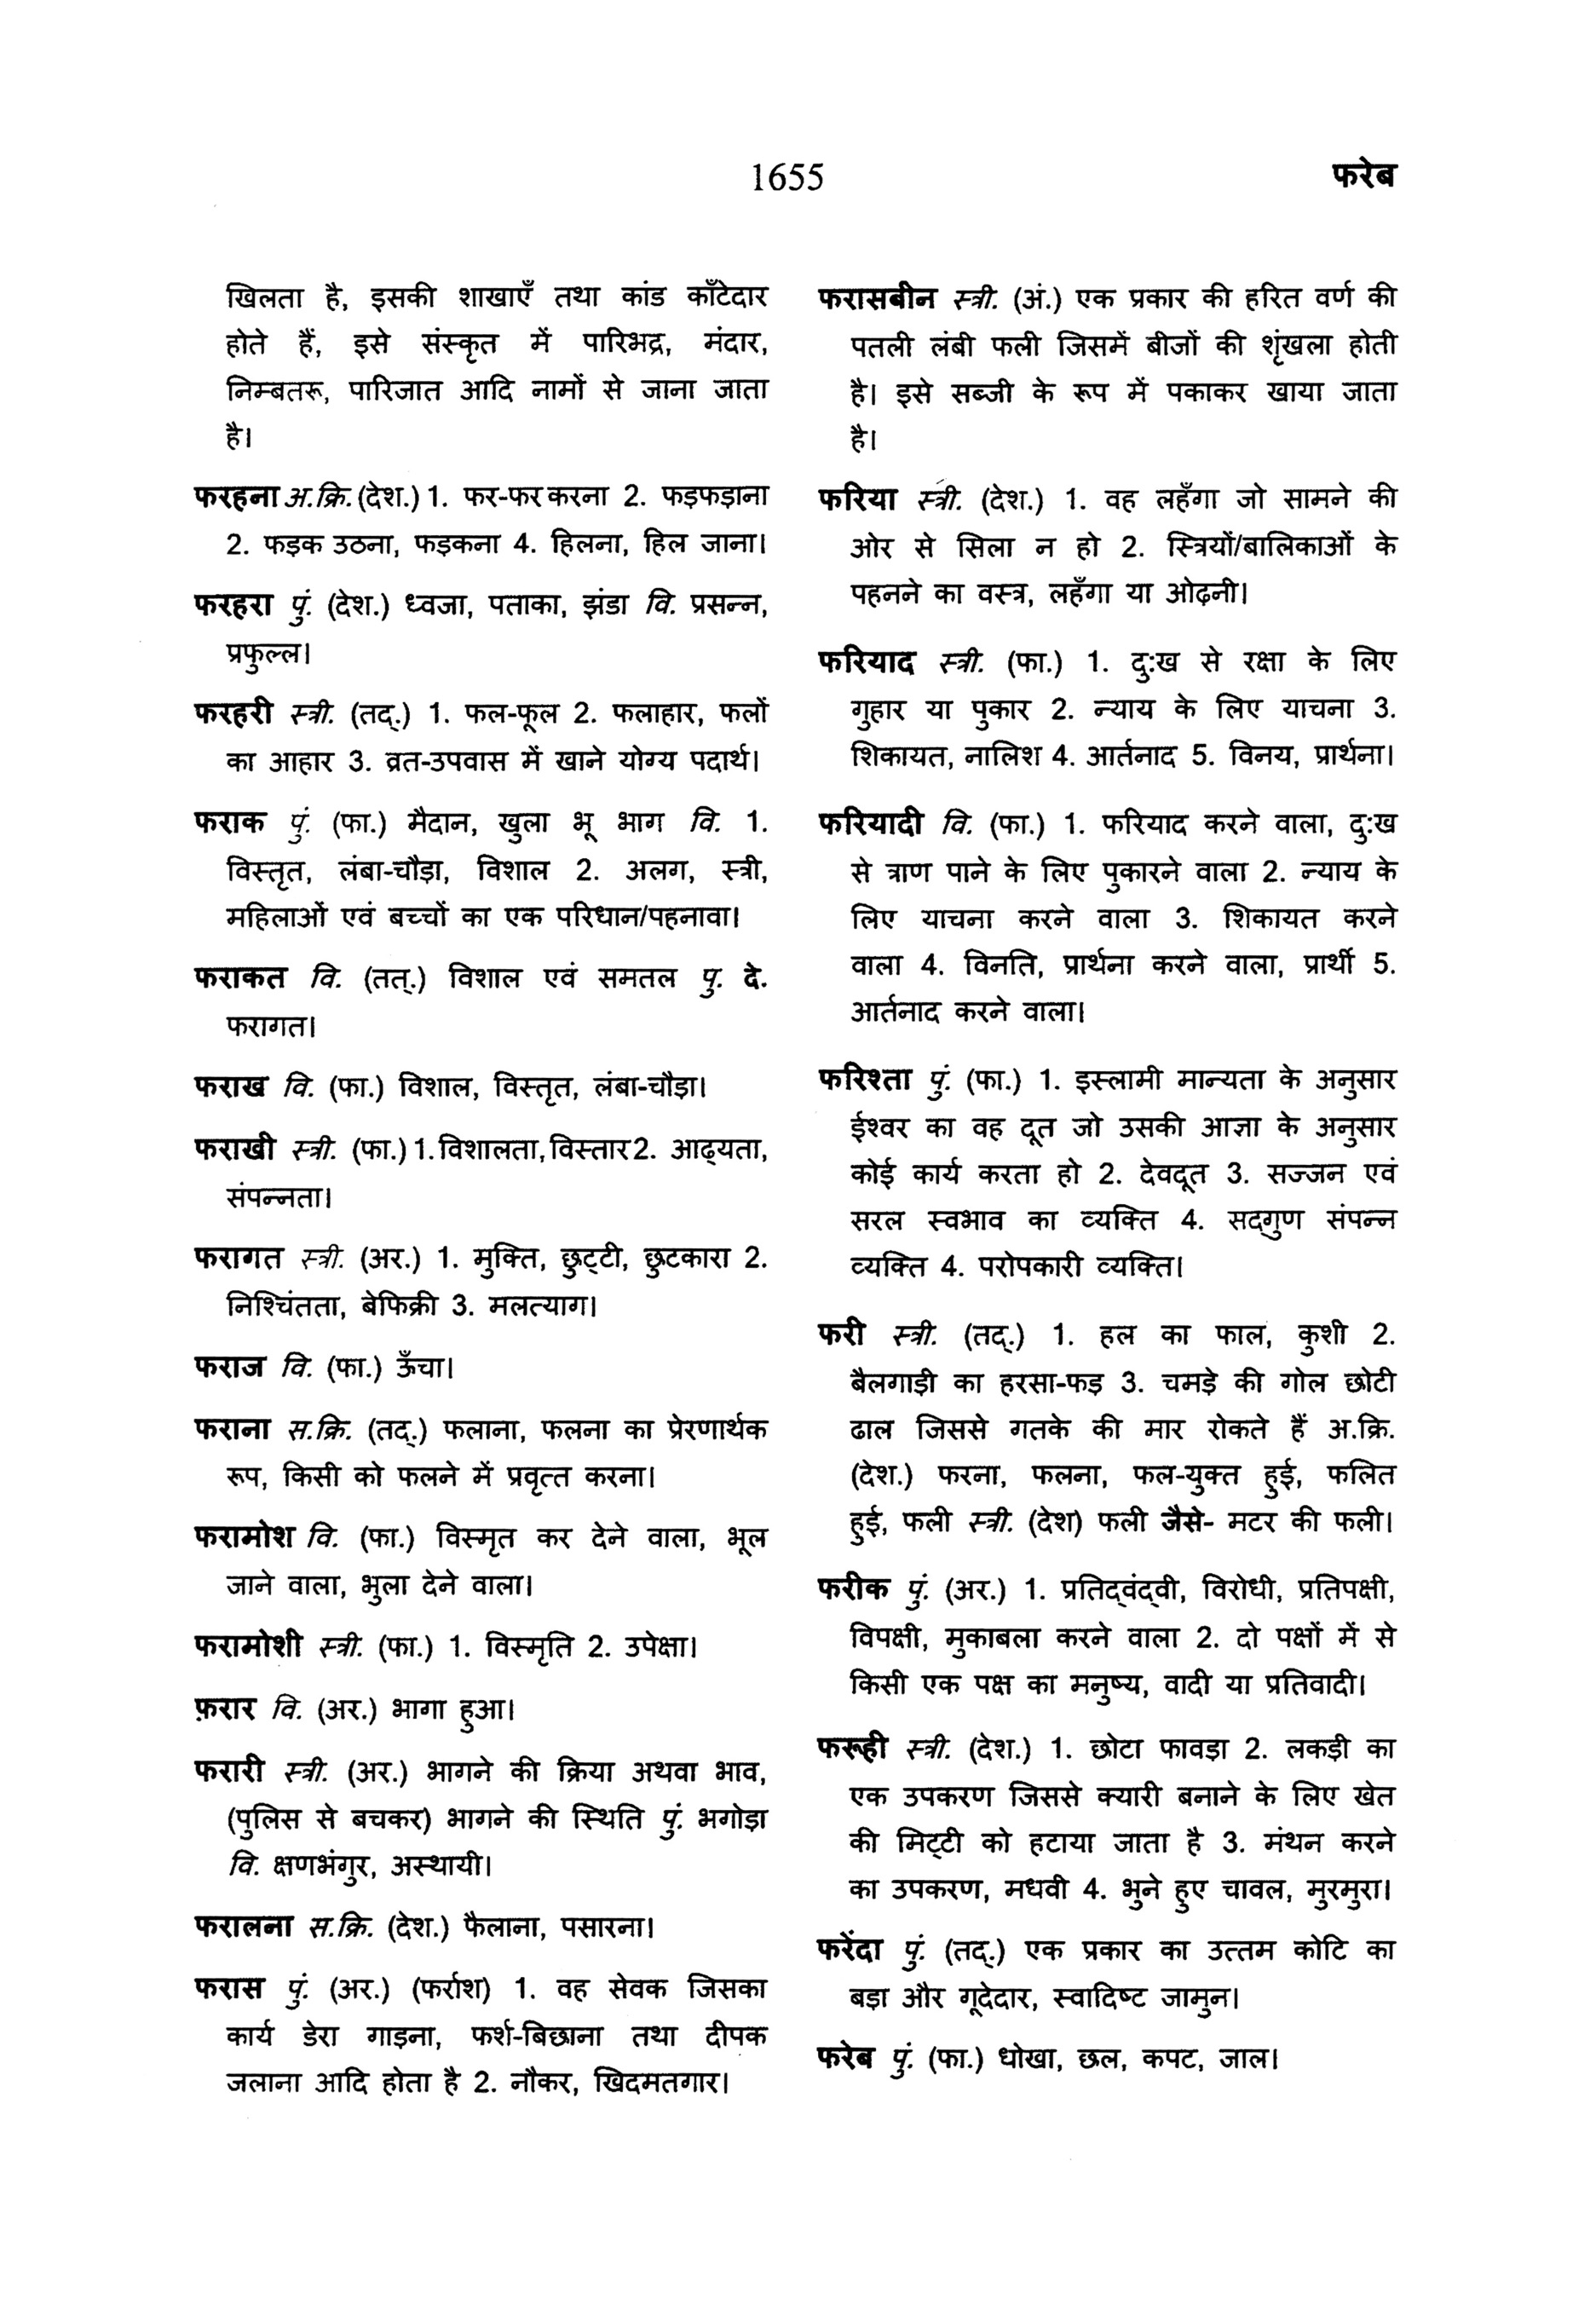 1655
फरेब
खिलता है, इसकी शाखाएँ तथा कांड काँटेदार
होते हैं, इसे संस्कृत में पारिभद्र, मंदार,
निम्बतरू, पारिजात आदि नामों से जाना जाता
है।
फरहना अ.क्रि. (देश.) 1. फर-फर करना 2. फड़फड़ाना
2. फड़क उठना, फड़कना 4. हिलना, हिल जाना।
फरहरा पुं. (देश.) ध्वजा, पताका, झंडा वि. प्रसन्न,
प्रफुल्ल।
फरहरी स्त्री. (तद्.) 1. फल-फूल 2. फलाहार, फलों
का आहार 3. व्रत-उपवास में खाने योग्य पदार्थ।
फराक पुं. (फा.) मैदान, खुला भू भाग वि. 1.
विस्तृत, लंबा-चौड़ा, विशाल 2. अलग, स्त्री,
महिलाओं एवं बच्चों का एक परिधान/पहनावा।
फराकत वि. (तत्.) विशाल एवं समतल पु. दे.
फरागत।
फराख वि. (फा.) विशाल, विस्तृत, लंबा-चौड़ा।
फराखी स्त्री. (फा.) 1. विशालता, विस्तार 2. आढ्यता,
संपन्नता।
फरागत स्त्री. (अर.) 1. मुक्ति, छुट्टी, छुटकारा 2.
निश्चिंतता, बेफिक्री 3. मलत्याग।
फराज वि. (फा.) ऊँचा।
फराना स.क्रि. (तद्.) फलाना, फलना का प्रेरणार्थक
रूप, किसी को फलने में प्रवृत्त करना।
फरामोश वि. (फा.) विस्मृत कर देने वाला, भूल
जाने वाला, भुला देने वाला।
फरामोशी स्त्री. (फा.) 1. विस्मृति 2. उपेक्षा।
फ़रार वि. (अर.) भागा हुआ।
फरारी स्त्री. (अर.) भागने की क्रिया अथवा भाव,
(पुलिस से बचकर) भागने की स्थिति पुं. भगोड़ा
वि. क्षणभंगुर, अस्थायी।
फरालना स.क्रि. (देश.) फैलाना, पसारना।
फरास पुं. (अर.) (फर्राश) 1. वह सेवक जिसका
कार्य डेरा गाड़ना, फर्श-बिछाना तथा दीपक
जलाना आदि होता है 2. नौकर, खिदमतगार।
फरासबीन स्त्री. (अं.) एक प्रकार की हरित वर्ण की
पतली लंबी फली जिसमें बीजों की शृंखला होती
है। इसे सब्जी के रूप में पकाकर खाया जाता
है।
फरिया स्त्री. (देश.) 1. वह लहँगा जो सामने की
ओर से सिला न हो 2. स्त्रियों/बालिकाओं के
पहनने का वस्त्र, लहँगा या ओढ़नी।
फरियाद स्त्री. (फा.) 1. दु:ख से रक्षा के लिए
गुहार या पुकार 2. न्याय के लिए याचना 3.
शिकायत, नालिश 4. आर्तनाद 5. विनय, प्रार्थना।
फरियादी वि. (फा.) 1. फरियाद करने वाला, दु:ख
से त्राण पाने के लिए पुकारने वाला 2. न्याय के
लिए याचना करने वाला 3. शिकायत करने
वाला 4. विनति, प्रार्थना करने वाला, प्रार्थी 5.
आर्तनाद करने वाला।
फरिश्ता पुं. (फा.) 1. इस्लामी मान्यता के अनुसार
ईश्वर का वह दूत जो उसकी आज्ञा के अनुसार
कोई कार्य करता हो 2. देवदूत 3. सज्जन एवं
सरल स्वभाव का व्यक्ति 4. सद्गुण संपन्न
व्यक्ति 4. परोपकारी व्यक्ति।
फरी स्त्री. (तद्.) 1. हल का फाल, कुशी 2.
बैलगाड़ी का हरसा-फड़ 3. चमड़े की गोल छोटी
ढाल जिससे गतके की मार रोकते हैं अ.क्रि.
(देश.) फरना, फलना, फल-युक्त हुई, फलित
हुई, फली स्त्री. (देश) फली जैसे- मटर की फली।
फरीक पुं. (अर.) 1. प्रतिद्वंद्वी, विरोधी, प्रतिपक्षी,
विपक्षी, मुकाबला करने वाला 2. दो पक्षों में से
किसी एक पक्ष का मनुष्य, वादी या प्रतिवादी।
फरूही स्त्री. (देश.) 1. छोटा फावड़ा 2. लकड़ी का
एक उपकरण जिससे क्यारी बनाने के लिए खेत
की मिट्टी को हटाया जाता है 3. मंथन करने
का उपकरण, मधवी 4. भुने हुए चावल, मुरमुरा।
फरेंदा पुं. (तद्.) एक प्रकार का उत्तम कोटि का
बड़ा और गूदेदार, स्वादिष्ट जामुन।
फरेब पुं. (फा.) धोखा, छल, कपट, जाल।